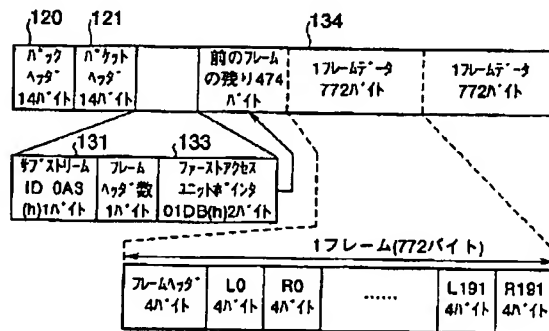 120
121
134
パック
ヘッダ
14バイト
パケット
ヘッダ
14バイト
前のフレーム
の残り474
バイト
1フレームデータ
772バイト
1フレームデータ
772バイト
131
133
サブストリーム
ID 0A3
(h)1バイト
フレーム
ヘッダ数
1バイト
ファーストアクセス
ユニットポインタ
01DB(h)2バイト
1フレーム(772バイト)
フレームヘッダ
4バイト
L0
4バイト
R0
4バイト
……
L191
4バイト
R191
4バイト